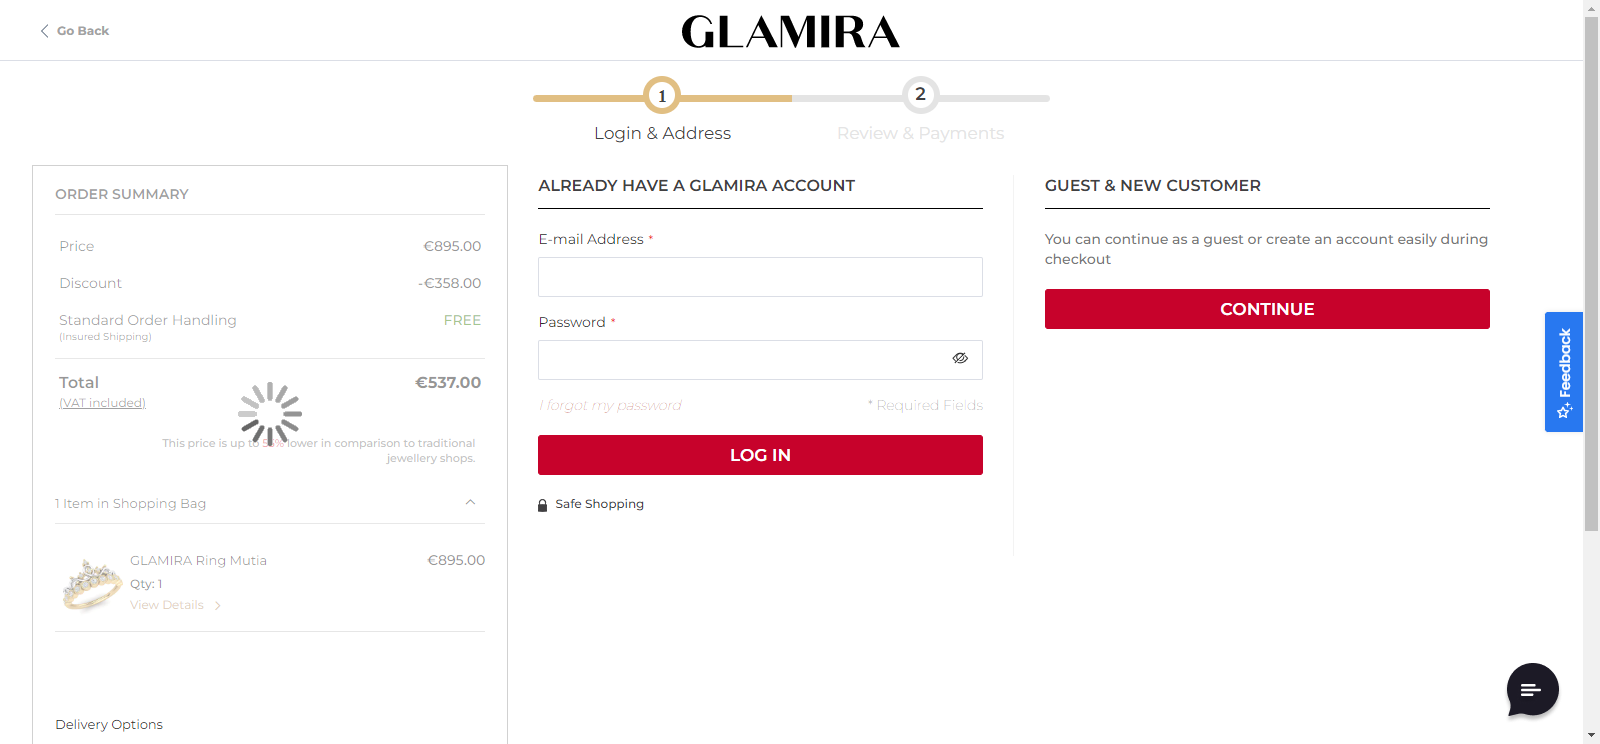 Go Back
GLAMIRA
1
2
Login & Address
Review & Payments
ORDER SUMMARY
Price €895.00
Discount -€358.00
Standard Order Handling FREE
(Insured Shipping)
Total €537.00
(VAT included)
This price is up to lower in comparison to traditional
jewellery shops.
1 Item in Shopping Bag
GLAMIRA Ring Mutia €895.00
Qty: 1
View Details
Delivery Options
ALREADY HAVE A GLAMIRA ACCOUNT
E-mail Address *
Password *
I forgot my password * Required Fields
LOG IN
Safe Shopping
GUEST & NEW CUSTOMER
You can continue as a guest or create an account easily during
checkout
CONTINUE
Feedback